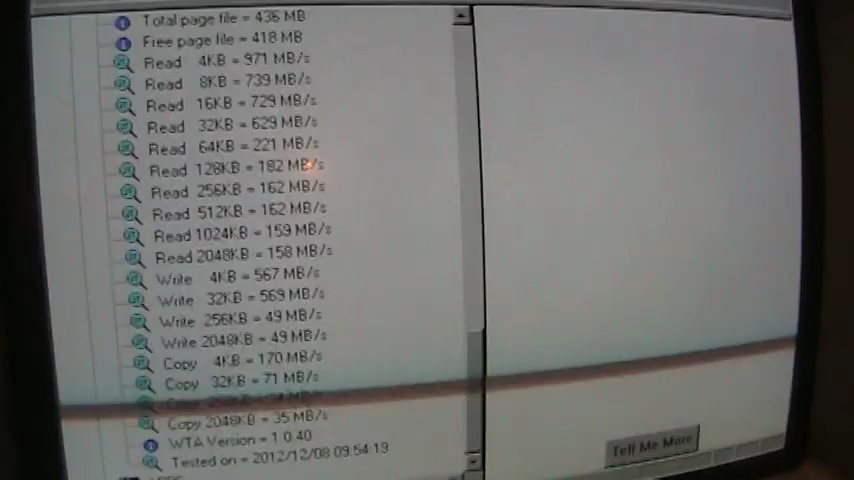 Total page file = 436 MB
Free page file = 418 MB
Read 4KB = 971 MB/s
Read 8KB = 739 MB/s
Read 16KB = 729 MB/s
Read 32KB = 629 MB/s
Read 64KB = 221 MB/s
Read 128KB = 182 MB/s
Read 256KB = 162 MB/s
Read 512KB = 162 MB/s
Read 1024KB = 159 MB/s
Read 2048KB = 158 MB/s
Write 4KB = 567 MB/s
Write 32KB = 569 MB/s
Write 256KB = 49 MB/s
Write 2048KB = 49 MB/s
Copy 4KB = 170 MB/s
Copy 32KB = 71 MB/s
Copy 2048KB = 35 MB/s
WTA Version = 1.0.40
Tested on = 2012/12/08 09:54:19
Tell Me More